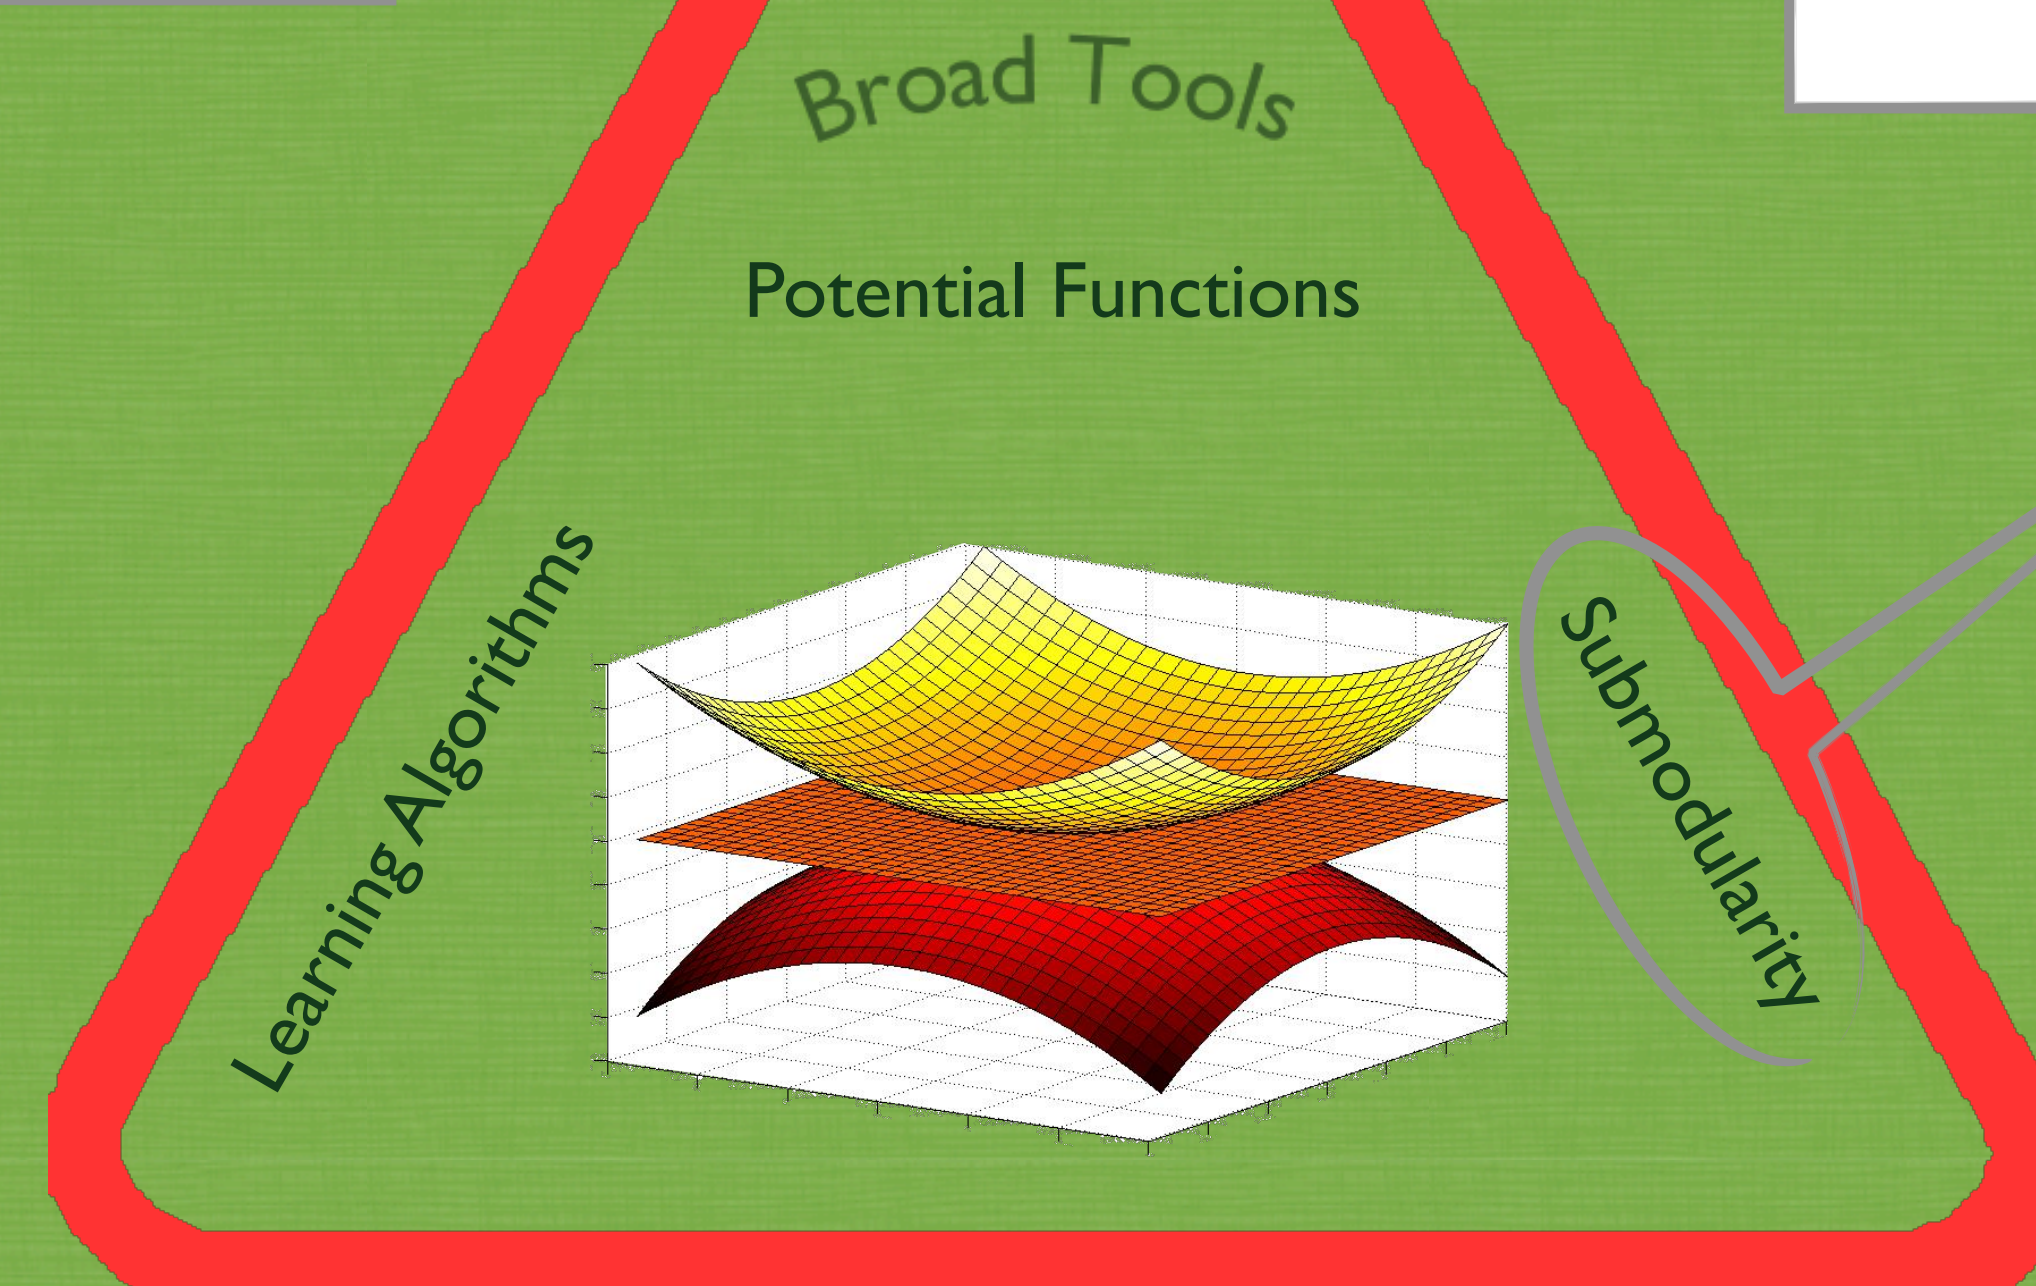 Broad Tools
Potential Functions
Learning Algorithms
Submodularity